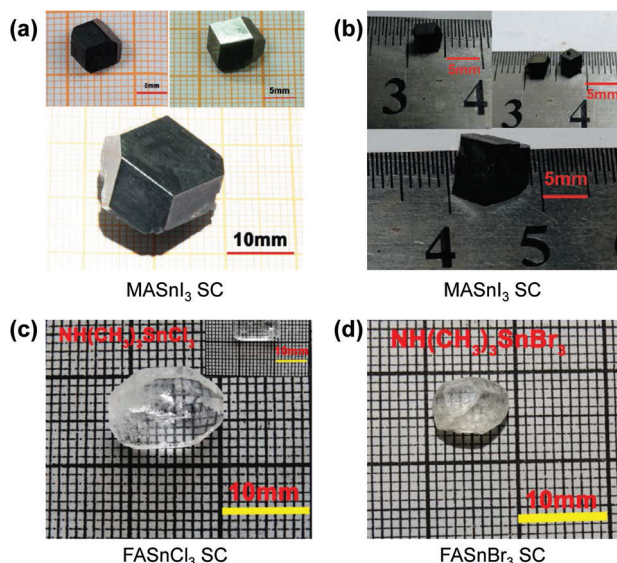 (a)
5mm
5mm
10mm
MASnI₃ SC
(b)
5mm
3 4
5mm
3 4
5mm
4 5
MASnI₃ SC
(c)
NH(CH₃)₃SnCl₃
10mm
10mm
FASnCl₃ SC
(d)
NH(CH₃)₃SnBr₃
10mm
FASnBr₃ SC